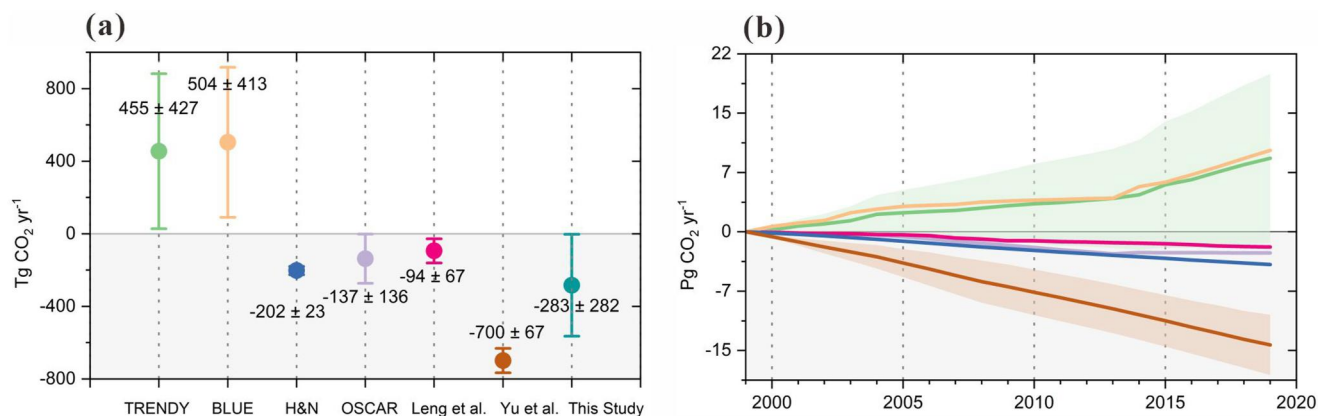 (a)
Tg CO₂ yr⁻¹
800
400
0
-400
-800
455 ± 427
504 ± 413
-202 ± 23
-137 ± 136
-94 ± 67
-700 ± 67
-283 ± 282
TRENDY BLUE H&N OSCAR Leng et al. Yu et al. This Study
(b)
Pg CO₂ yr⁻¹
22
15
7
0
-7
-15
2000 2005 2010 2015 2020